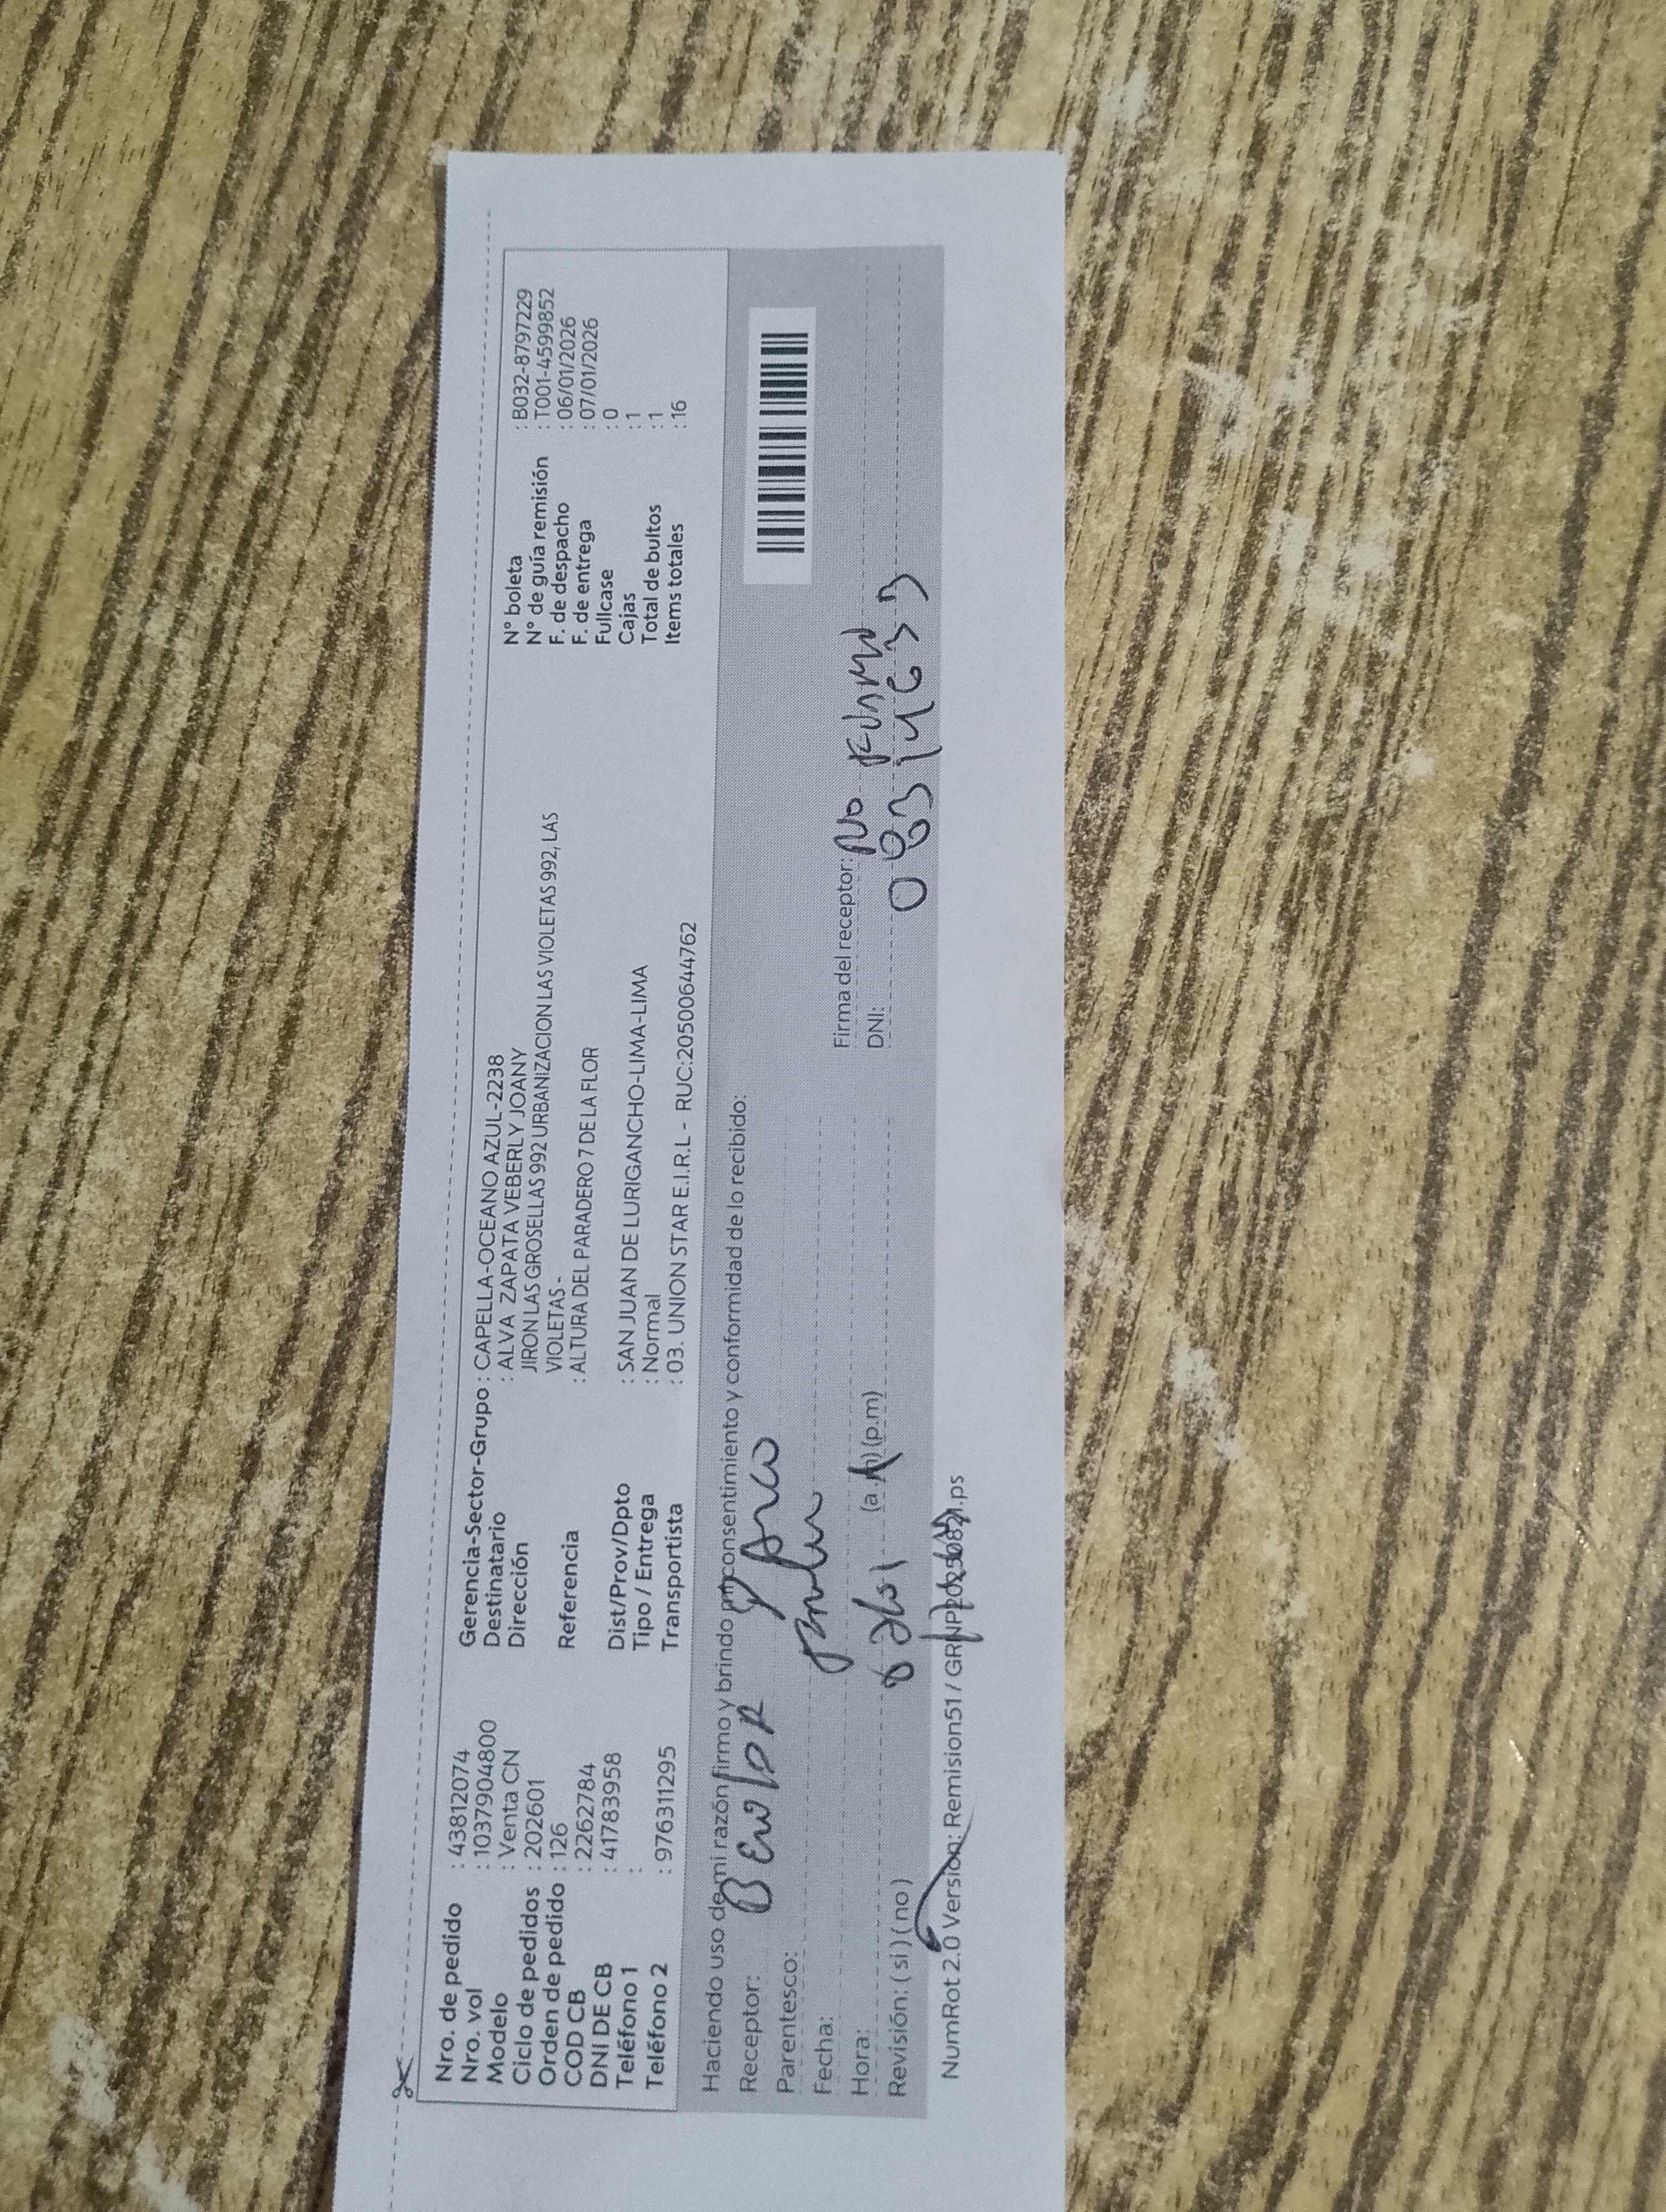 Nro. de pedido : 43812074
Nro. vol : 10379048​00
Modelo : Venta CN
Ciclo de pedidos : 202601
Orden de pedido : 126
COD CB : 22262784
DNI DE CB : 41783958
Teléfono 1 :
Teléfono 2 : 976311295
Gerencia-Sector-Grupo : CAPELLA-OCEANO AZUL-2238
Destinatario : ALVA ZAPATA VEBERLY JOANY
Dirección JIRON LAS GROSELLAS 992 URBANIZACION LAS VIOLETAS 992, LAS
VIOLETAS -
Referencia : ALTURA DEL PARADERO 7 DE LA FLOR
Dist/Prov/Dpto : SAN JUAN DE LURIGANCHO-LIMA-LIMA
Tipo / Entrega : Normal
Transportista : 03. UNION STAR E.I.R.L - RUC:20500644762
N° boleta : B032-8797229
N° de guía remisión : T001-4599852
F. de despacho : 06/01/2026
F. de entrega : 07/01/2026
Fullcase : 0
Cajas : 1
Total de bultos : 1
Items totales : 16
Haciendo uso de mi razón firmo y brindo mi consentimiento y conformidad de lo recibido:
Receptor:
Parentesco:
Fecha:
Firma del receptor: No
Hora: (p.m)
DNI:
Revisión: ( si ) ( no )
NumRot 2.0 Version: Remision51 /